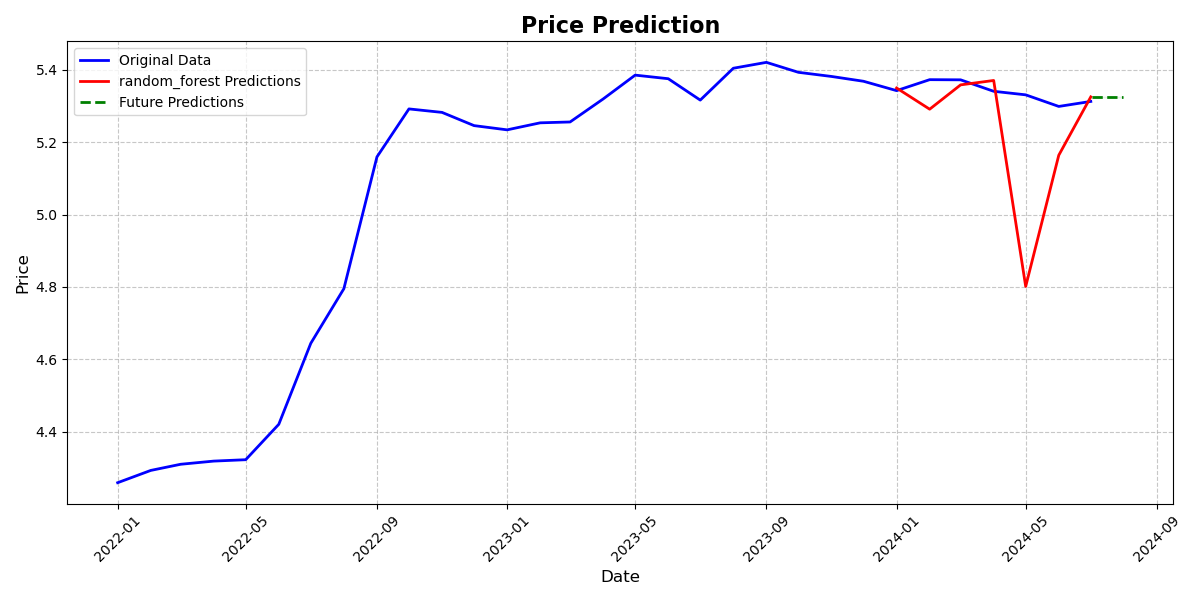 Price Prediction
Original Data
random_forest Predictions
Future Predictions
Price
5.4
5.2
5.0
4.8
4.6
4.4
2022-01
2022-05
2022-09
2023-01
2023-05
2023-09
2024-01
2024-05
2024-09
Date